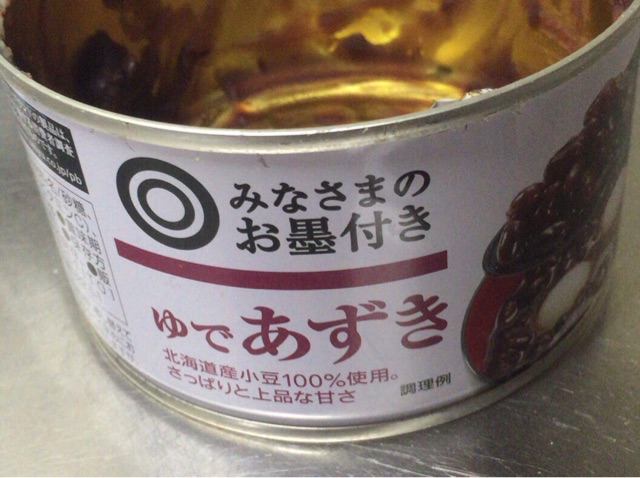 みなさまの
お墨付き
ゆであずき
北海道産小豆100%使用。
さっぱりと上品な甘さ
調理例